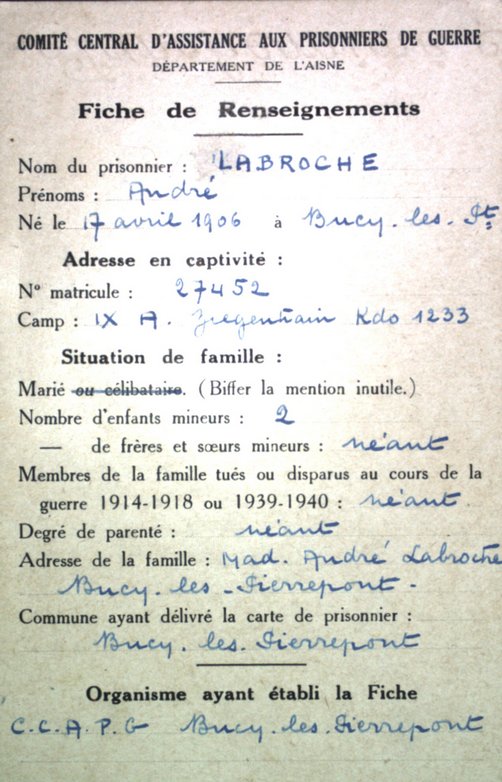 COMITÉ CENTRAL D'ASSISTANCE AUX PRISONNIERS DE GUERRE
DÉPARTEMENT DE L'AISNE
Fiche de Renseignements
Nom du prisonnier : LABROCHE
Prénoms : André
Né le 17 avril 1906 à Bucy-les-Pt
Adresse en captivité :
N° matricule : 27452
Camp : IX A. Ziegenhain Kdo 1233
Situation de famille :
Marié ou célibataire. (Biffer la mention inutile.)
Nombre d'enfants mineurs : 2
— de frères et sœurs mineurs : néant
Membres de la famille tués ou disparus au cours de la
guerre 1914-1918 ou 1939-1940 : néant
Degré de parenté : néant
Adresse de la famille : Mad. André Labroche
Bucy-les-Pierrepont-
Commune ayant délivré la carte de prisonnier :
Bucy-les-Pierrepont
Organisme ayant établi la Fiche
C.C.A.P.G Bucy-les-Pierrepont